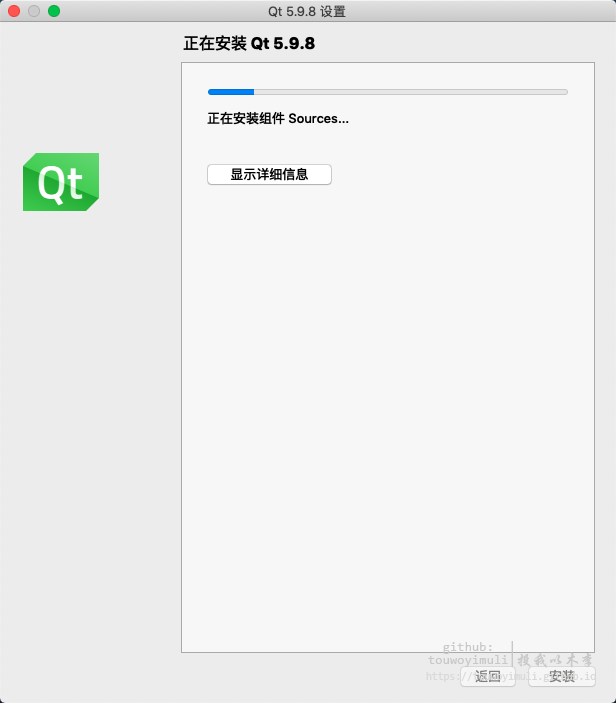 Qt 5.9.8 设置
正在安装 Qt 5.9.8
正在安装组件 Sources...
显示详细信息
Qt
github:
touwoyimuli
投我以木李
https://touwoyimuli.github.io
返回
安装